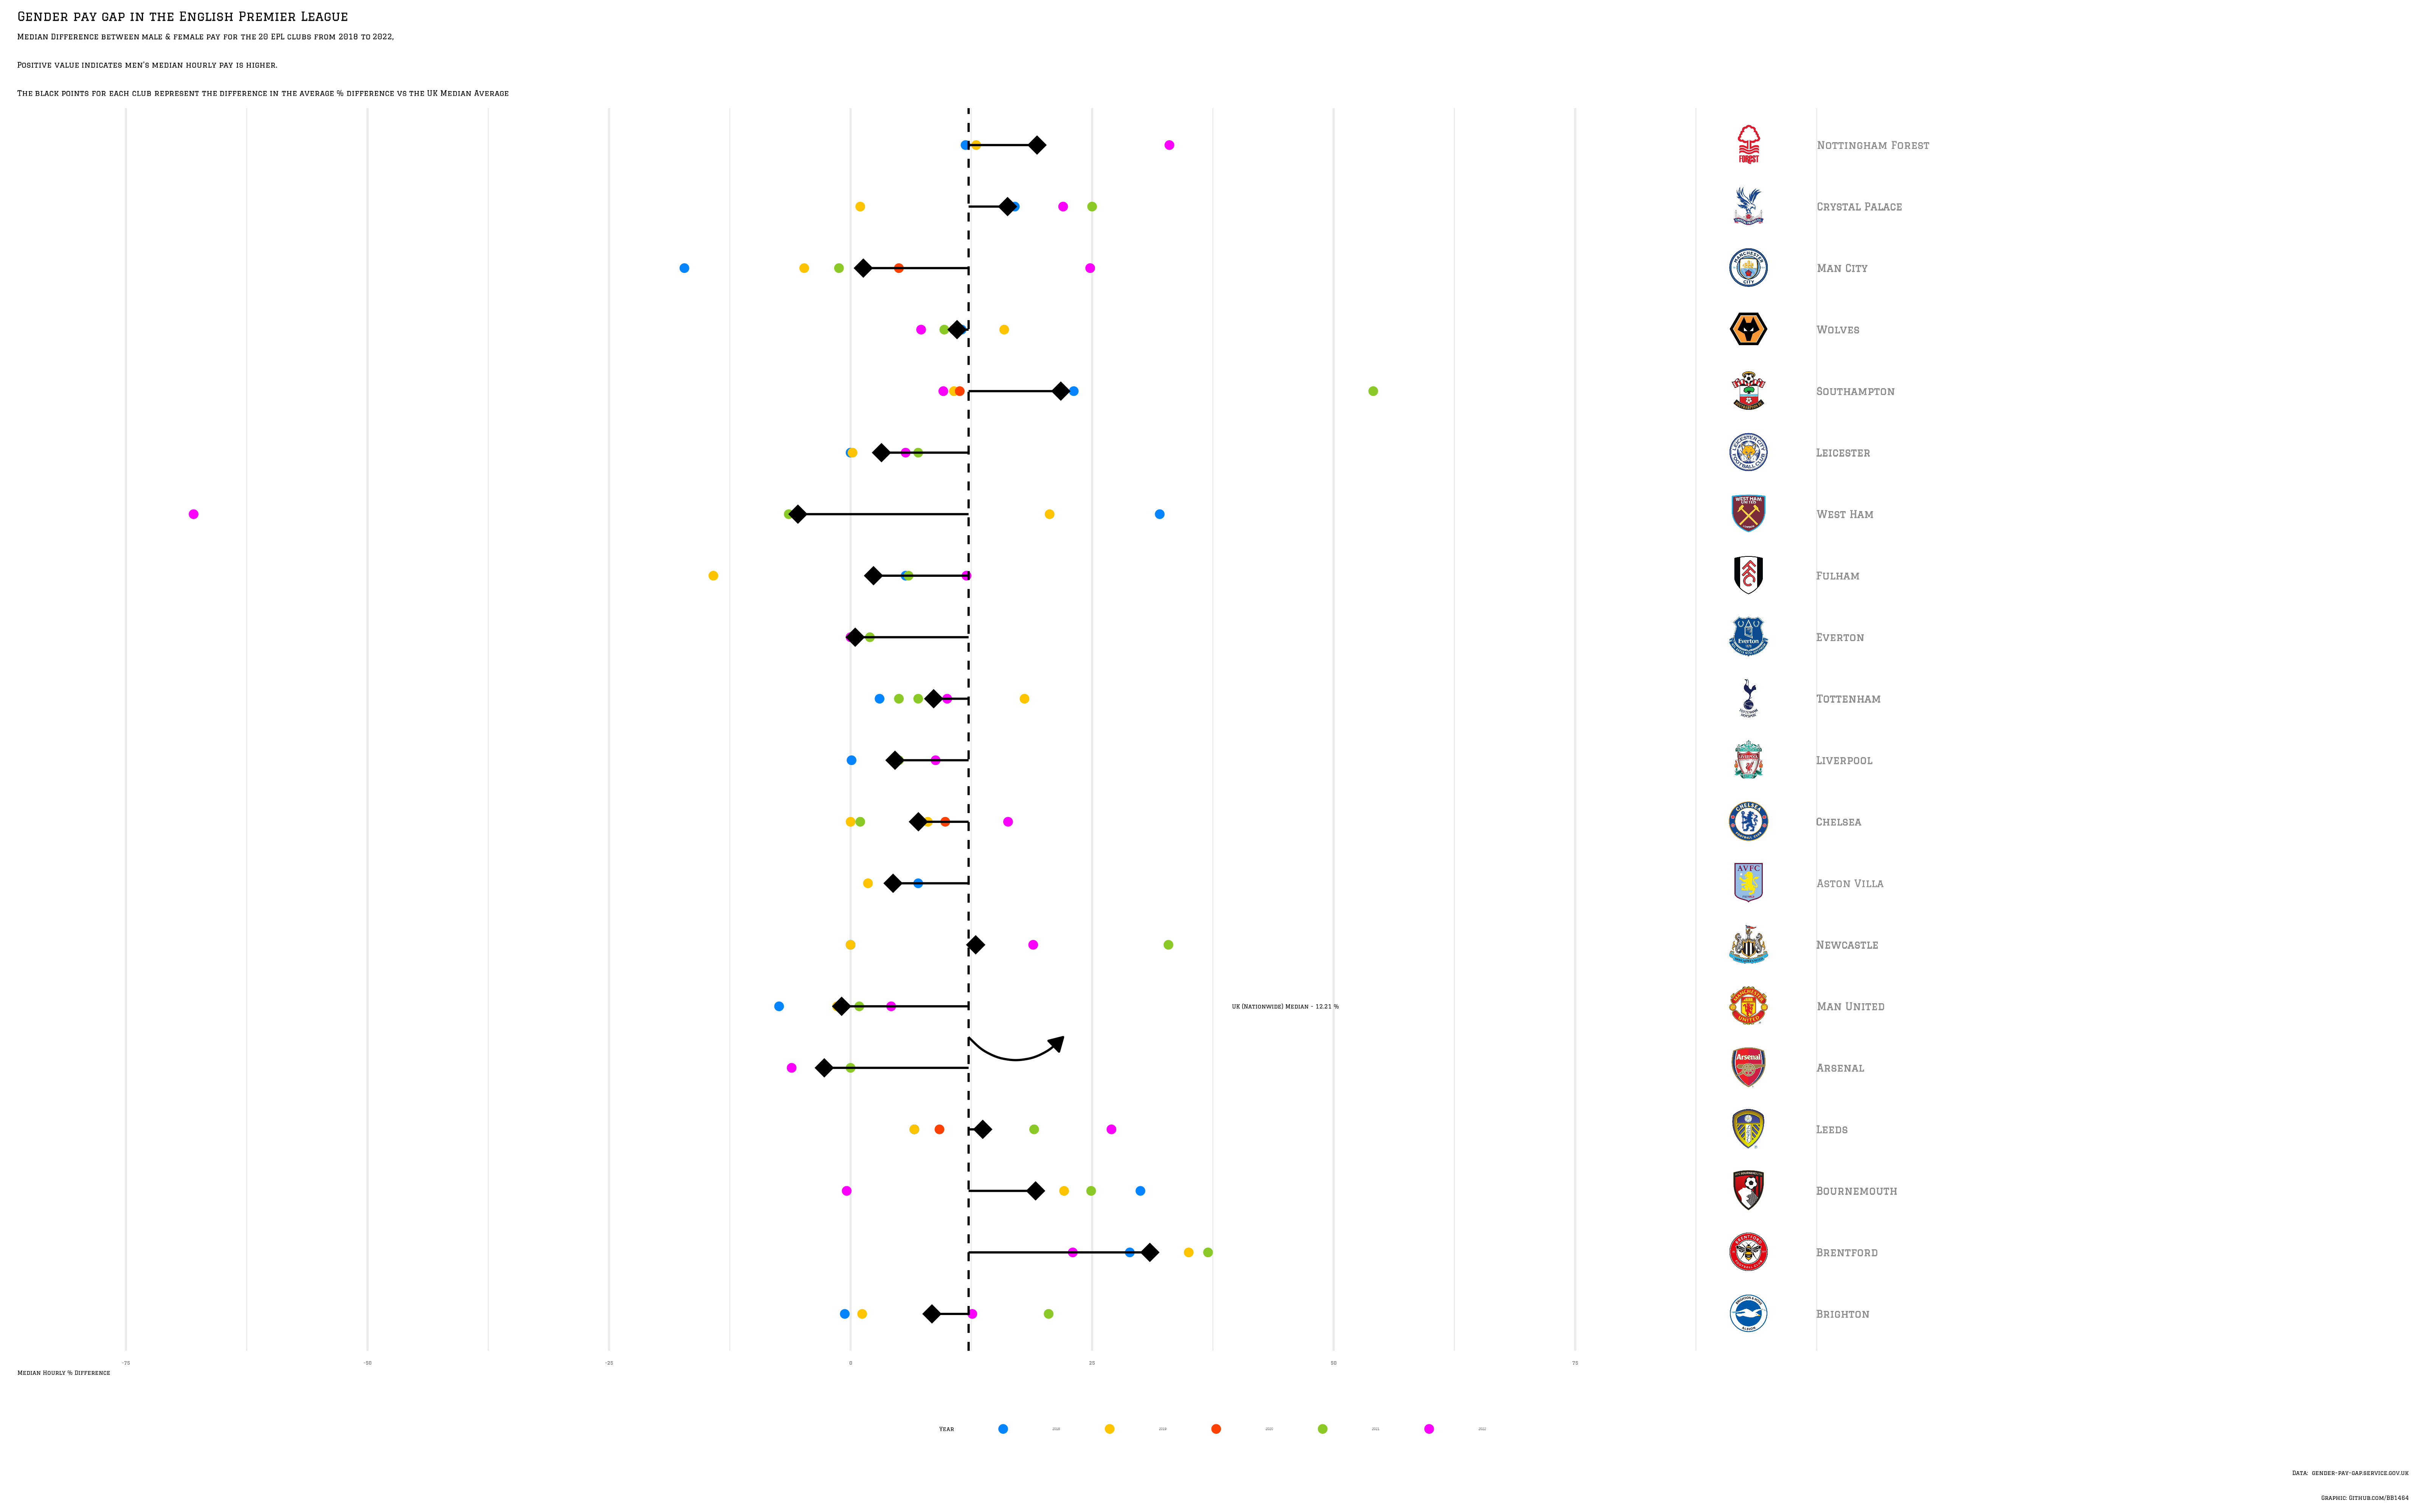 Gender pay gap in the English Premier League
Median Difference between male & female pay for the 20 EPL clubs from 2018 to 2022,
Positive value indicates men's median hourly pay is higher.
The black points for each club represent the difference in the average % difference vs the UK Median Average
Nottingham Forest
Crystal Palace
Man City
Wolves
Southampton
Leicester
West Ham
Fulham
Everton
Tottenham
Liverpool
Chelsea
Aston Villa
Newcastle
UK (Nationwide) Median - 12.21 %
Man United
Arsenal
Leeds
Bournemouth
Brentford
Brighton
-75 -50 -25 0 25 50 75
Median Hourly % Difference
Year
Data: gender-pay-gap.service.gov.uk
Graphic: Github.com/BB1464